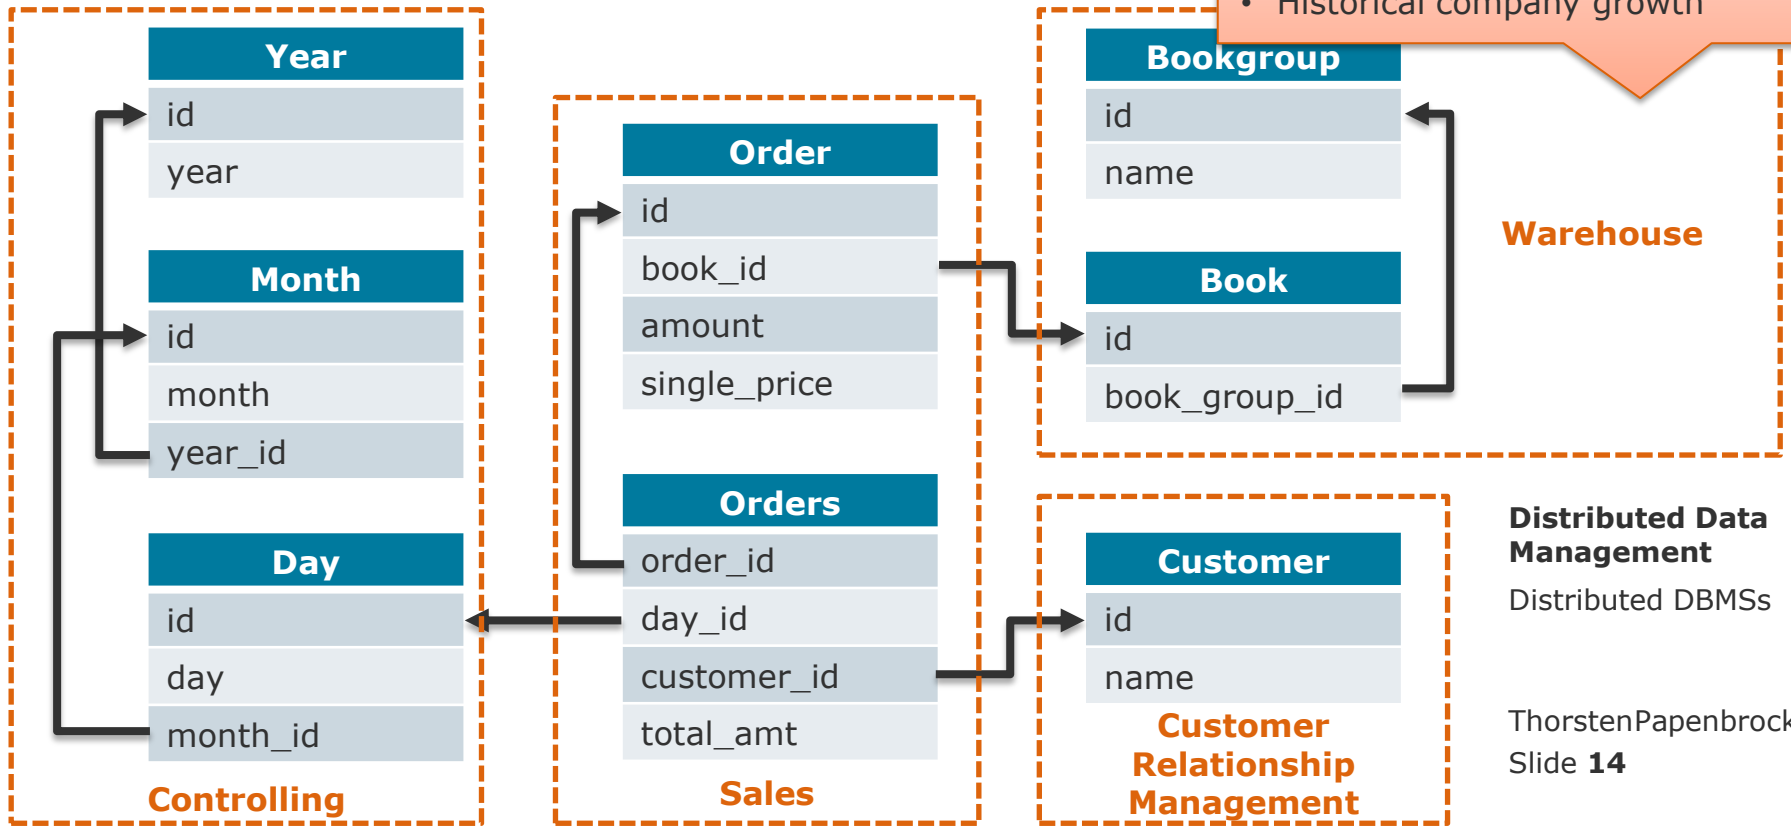 • Historical company growth
Year
id
year
Month
id
month
year_id
Day
id
day
month_id
Controlling
Order
id
book_id
amount
single_price
Orders
order_id
day_id
customer_id
total_amt
Sales
Bookgroup
id
name
Warehouse
Book
id
book_group_id
Customer
id
name
Customer
Relationship
Management
Distributed Data
Management
Distributed DBMSs
ThorstenPapenbrock
Slide 14